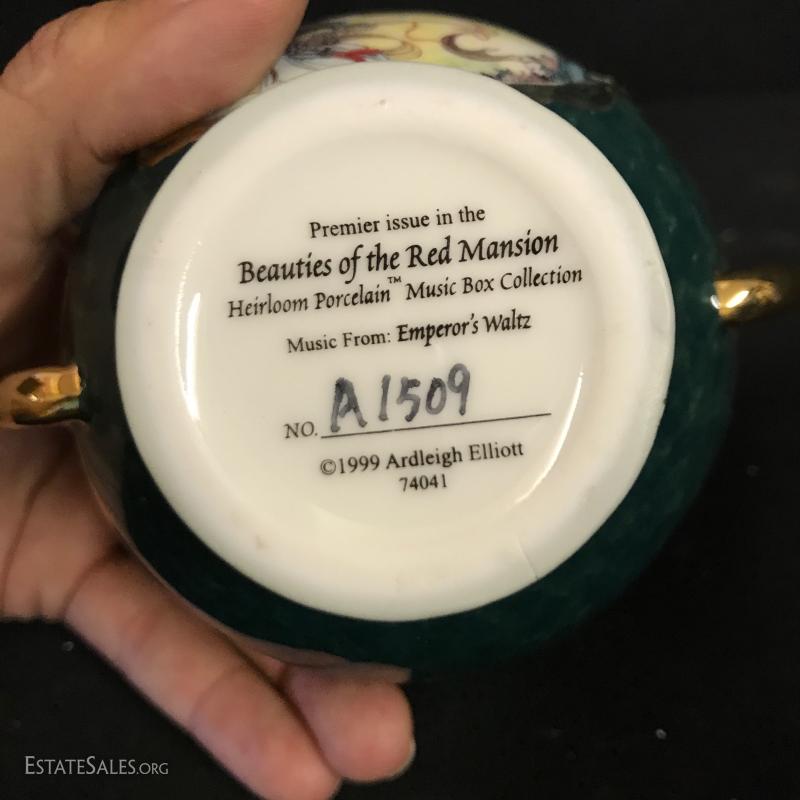 Premier issue in the
Beauties of the Red Mansion
Heirloom Porcelain™ Music Box Collection
Music From: Emperor's Waltz
NO. A1509
©1999 Ardleigh Elliott
74041
ESTATESALES.ORG